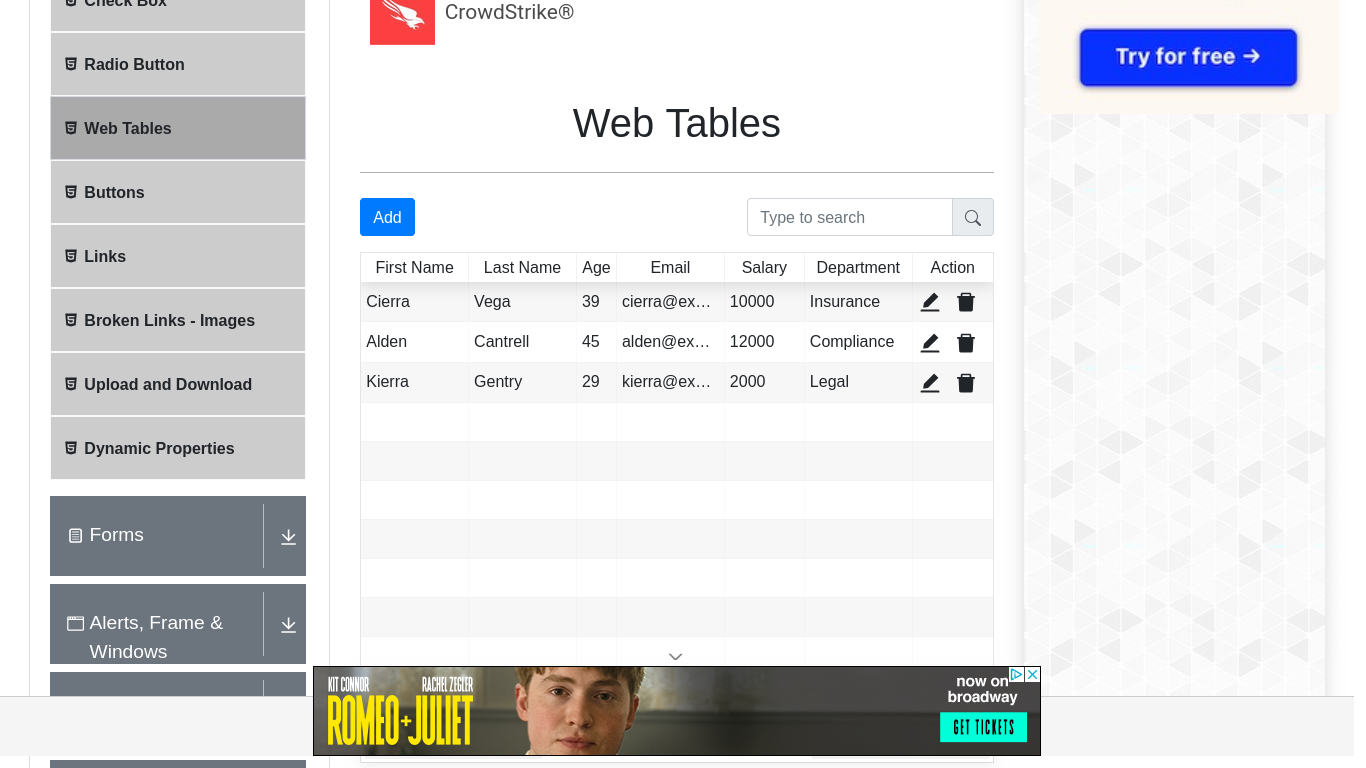 Check Box
Radio Button
Web Tables
Buttons
Links
Broken Links - Images
Upload and Download
Dynamic Properties
Forms
Alerts, Frame &
Windows
CrowdStrike®
Web Tables
Add
Type to search
First Name Last Name Age Email Salary Department Action
Cierra Vega 39 cierra@ex... 10000 Insurance
Alden Cantrell 45 alden@ex... 12000 Compliance
Kierra Gentry 29 kierra@ex... 2000 Legal
Try for free →
KIT CONNOR RACHEL ZEGLER
ROMEO+JULIET
now on
broadway
GET TICKETS